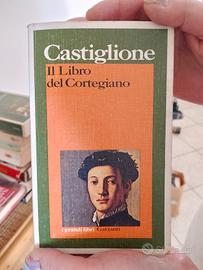 Castiglione
Il Libro
del Cortegiano
i grandi libri Garzanti